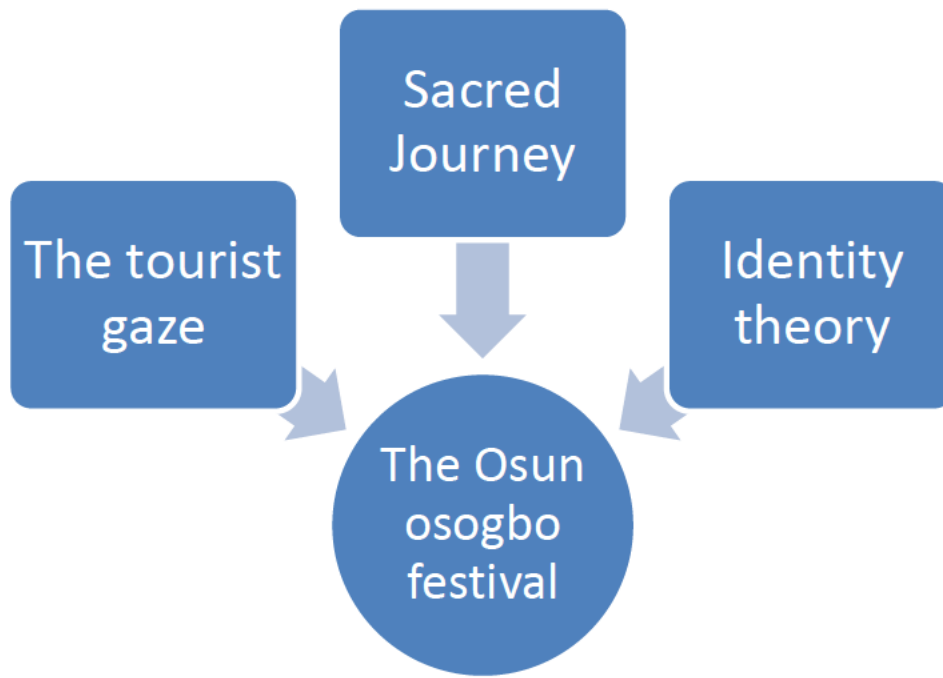 Sacred
Journey
The tourist
gaze
Identity
theory
The Osun
osogbo
festival